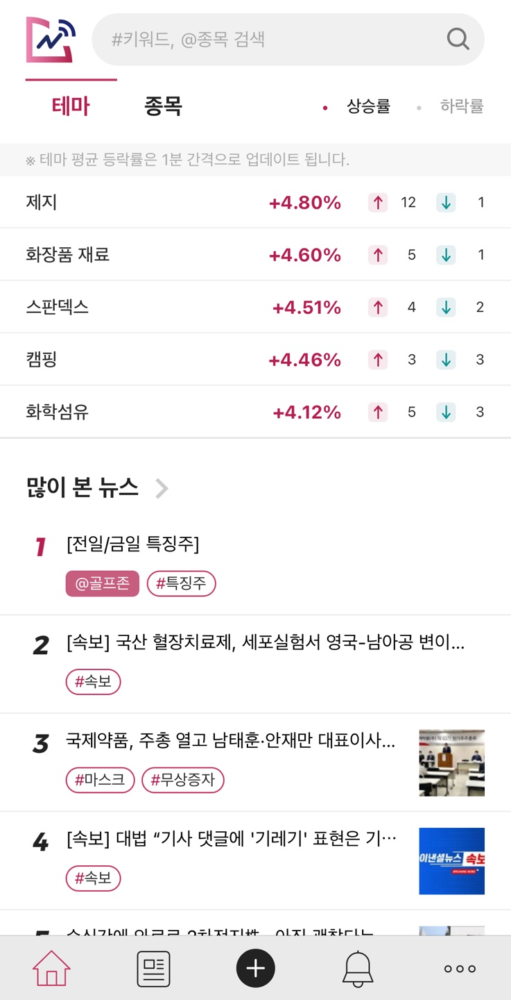 #키워드, @종목 검색
테마 종목 • 상승률 • 하락률
※ 테마 평균 등락률은 1분 간격으로 업데이트 됩니다.
제지 +4.80% ↑ 12 ↓ 1
화장품 재료 +4.60% ↑ 5 ↓ 1
스판덱스 +4.51% ↑ 4 ↓ 2
캠핑 +4.46% ↑ 3 ↓ 3
화학섬유 +4.12% ↑ 5 ↓ 3
많이 본 뉴스
1 [전일/금일 특징주]
@골프존 #특징주
2 [속보] 국산 혈장치료제, 세포실험서 영국-남아공 변이...
#속보
3 국제약품, 주총 열고 남태훈·안재만 대표이사...
#마스크 #무상증자
4 [속보] 대법 “기사 댓글에 '기레기' 표현은 기…
이낸셜뉴스 속보
BREAKING NEWS
#속보